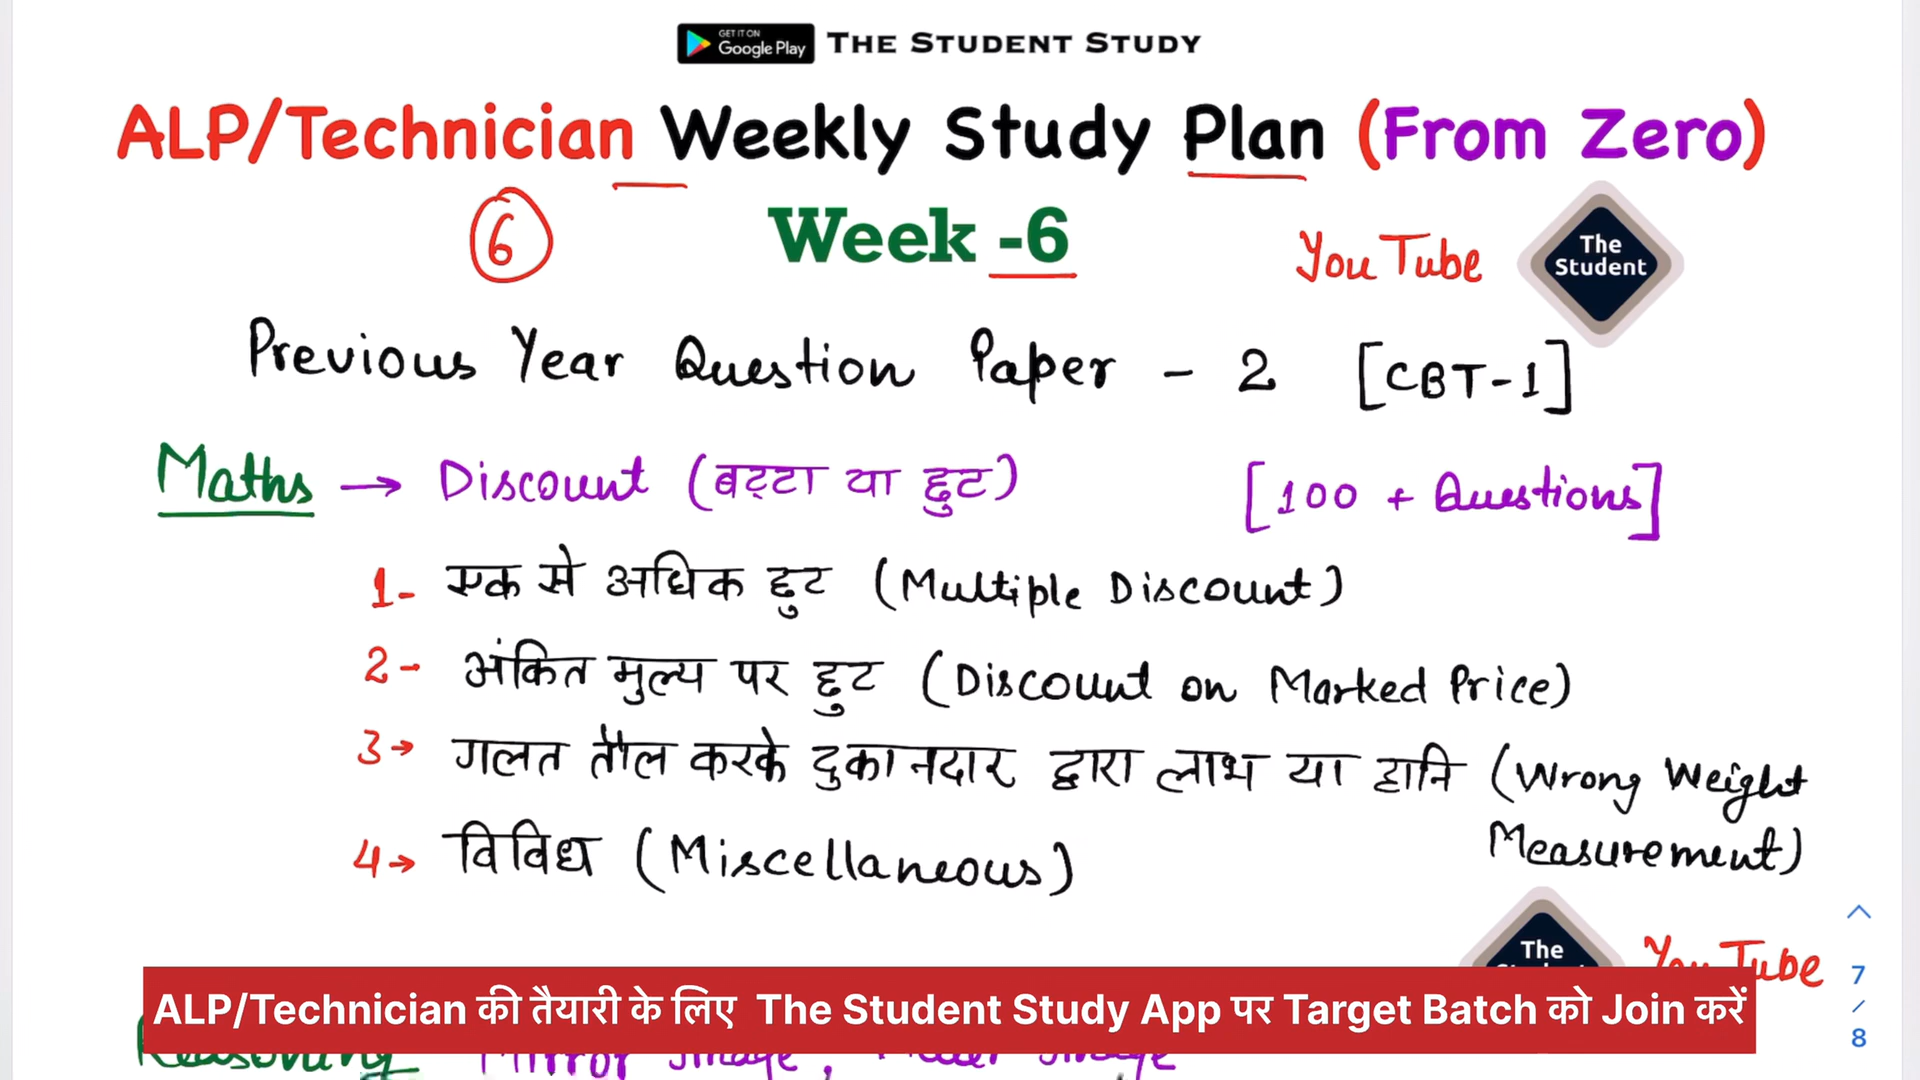 GET IT ON
Google Play THE STUDENT STUDY
ALP/Technician Weekly Study Plan (From Zero)
6 Week -6 YouTube The Student
Previous Year Question Paper - 2 [CBT-1]
Maths → Discount (बट्टा या छुट) [100 + Questions]
1- एक से अधिक छुट (Multiple Discount)
2- अंकित मुल्य पर छुट (Discount on Marked Price)
3→ गलत तौल करके दुकानदार द्वारा लाभ या हानि (Wrong Weight
Measurement)
4→ विविध (Miscellaneous)
The YouTube
7
/
8
ALP/Technician की तैयारी के लिए The Student Study App पर Target Batch को Join करें
Reasoning Mirror Image,